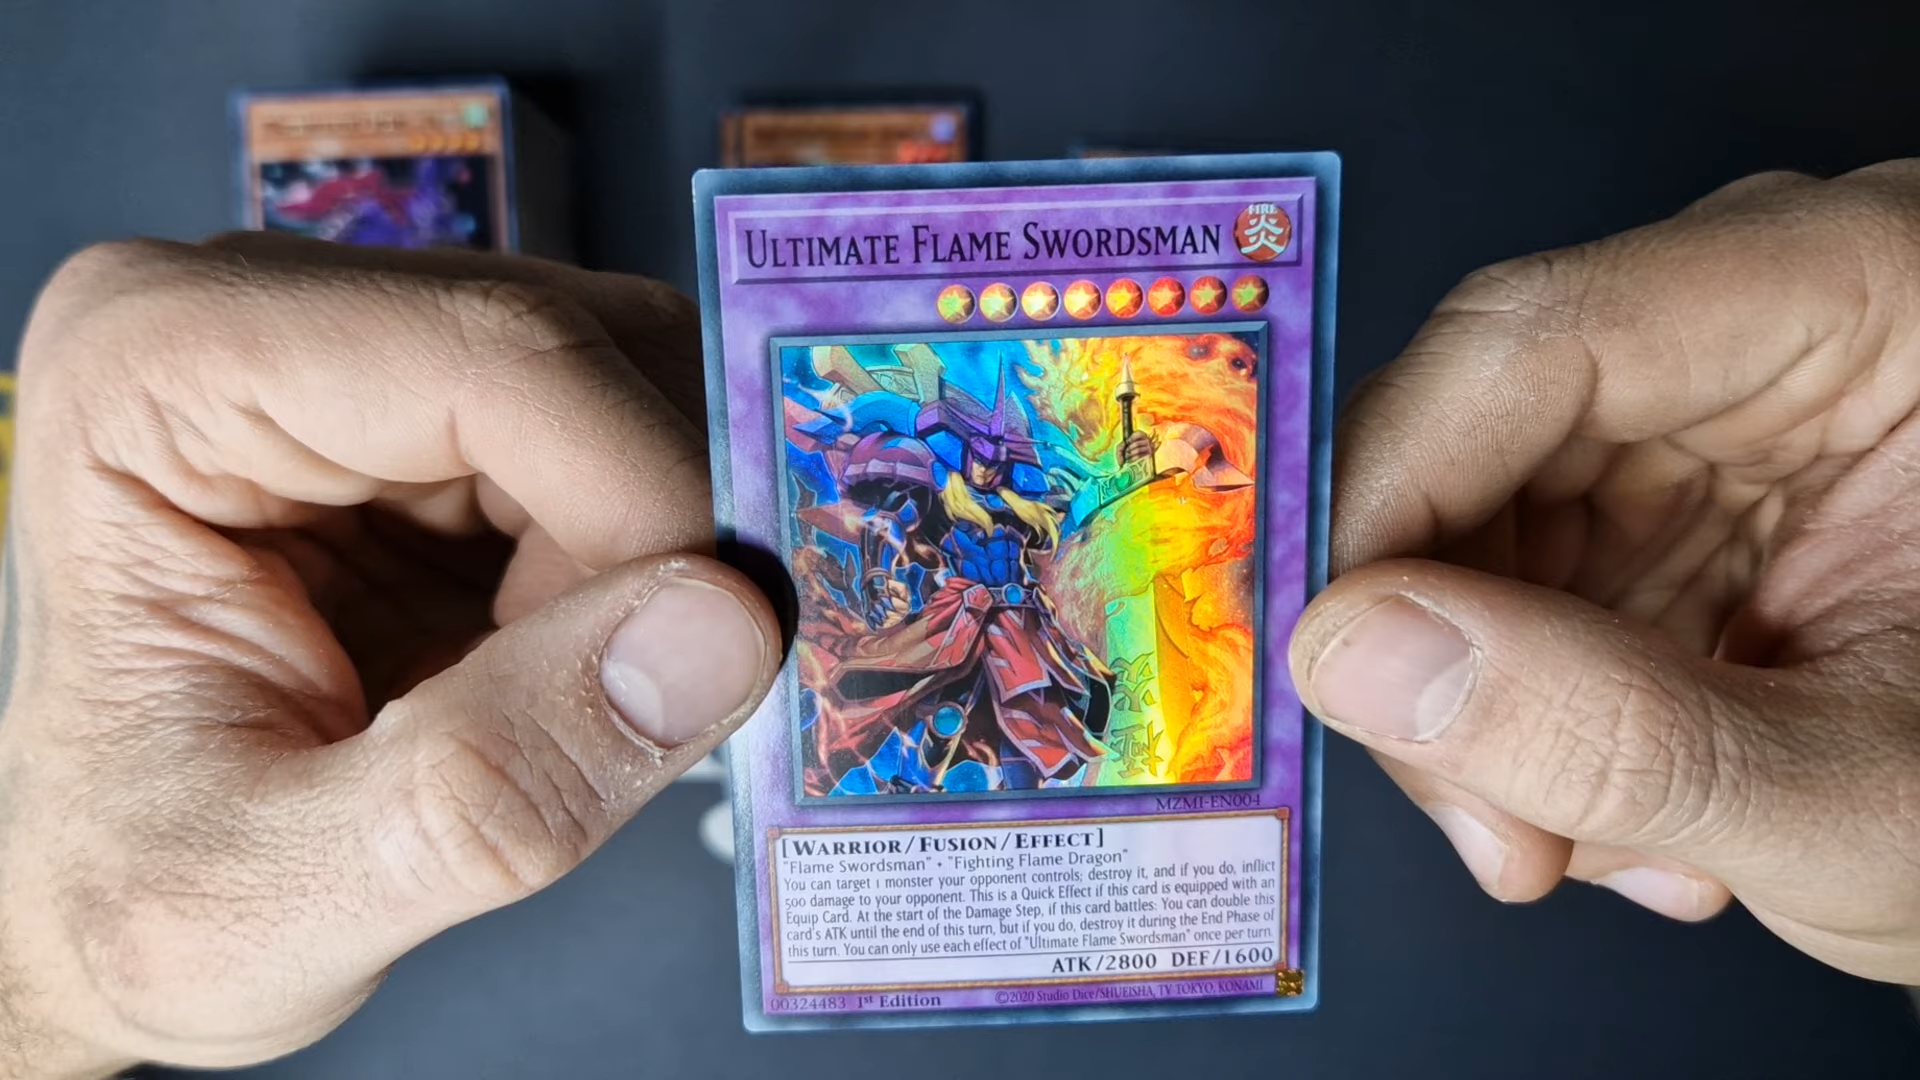 ULTIMATE FLAME SWORDSMAN
FIRE
炎
MZMI-EN004
[WARRIOR/FUSION/EFFECT]
"Flame Swordsman" + "Fighting Flame Dragon"
You can target 1 monster your opponent controls; destroy it, and if you do, inflict
500 damage to your opponent. This is a Quick Effect if this card is equipped with an
Equip Card. At the start of the Damage Step, if this card battles: You can double this
card's ATK until the end of this turn, but if you do, destroy it during the End Phase of
this turn. You can only use each effect of "Ultimate Flame Swordsman" once per turn.
ATK/2800 DEF/1600
00324483 1st Edition ©2020 Studio Dice/SHUEISHA, TV TOKYO, KONAMI